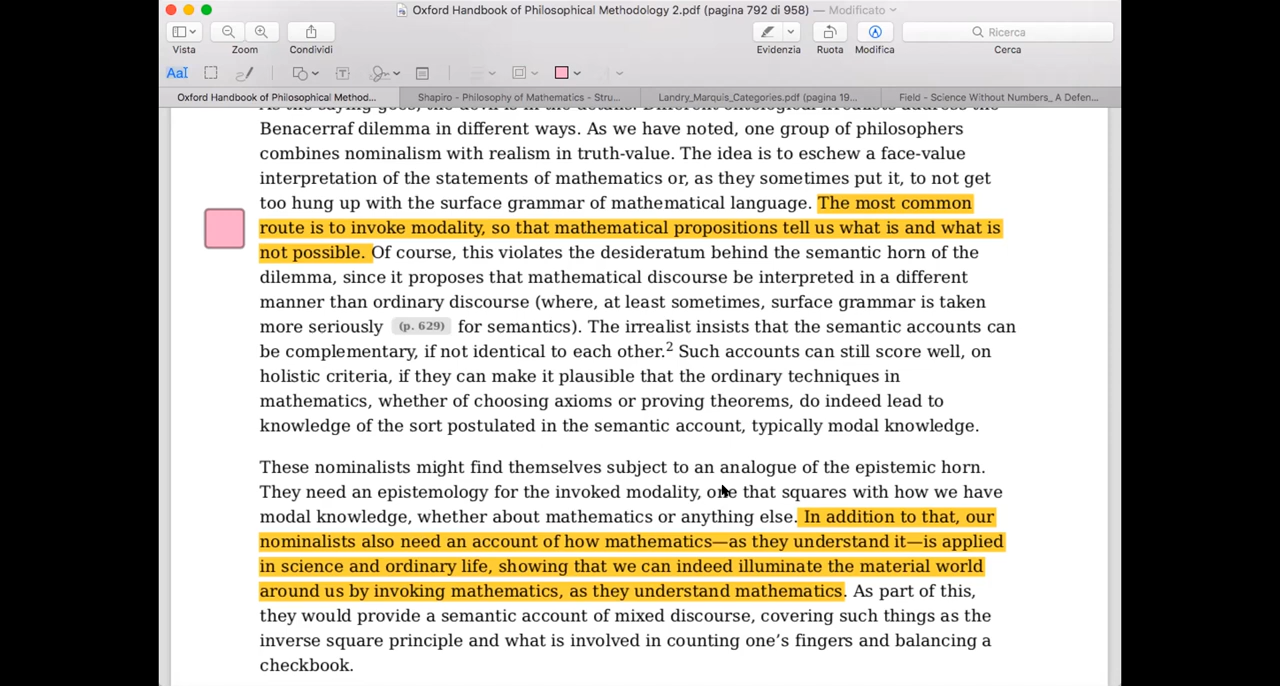 Oxford Handbook of Philosophical Methodology 2.pdf (pagina 792 di 958) — Modificato
Ricerca
Vista Zoom Condividi Evidenzia Ruota Modifica Cerca
AaI
Oxford Handbook of Philosophical Method... Shapiro - Philosophy of Mathematics - Stru... Landry_Marquis_Categories.pdf (pagina 19... Field - Science Without Numbers_ A Defen...
Benacerraf dilemma in different ways. As we have noted, one group of philosophers
combines nominalism with realism in truth-value. The idea is to eschew a face-value
interpretation of the statements of mathematics or, as they sometimes put it, to not get
too hung up with the surface grammar of mathematical language. The most common
route is to invoke modality, so that mathematical propositions tell us what is and what is
not possible. Of course, this violates the desideratum behind the semantic horn of the
dilemma, since it proposes that mathematical discourse be interpreted in a different
manner than ordinary discourse (where, at least sometimes, surface grammar is taken
more seriously (p. 629) for semantics). The irrealist insists that the semantic accounts can
be complementary, if not identical to each other.2 Such accounts can still score well, on
holistic criteria, if they can make it plausible that the ordinary techniques in
mathematics, whether of choosing axioms or proving theorems, do indeed lead to
knowledge of the sort postulated in the semantic account, typically modal knowledge.
These nominalists might find themselves subject to an analogue of the epistemic horn.
They need an epistemology for the invoked modality, one that squares with how we have
modal knowledge, whether about mathematics or anything else. In addition to that, our
nominalists also need an account of how mathematics—as they understand it—is applied
in science and ordinary life, showing that we can indeed illuminate the material world
around us by invoking mathematics, as they understand mathematics. As part of this,
they would provide a semantic account of mixed discourse, covering such things as the
inverse square principle and what is involved in counting one’s fingers and balancing a
checkbook.